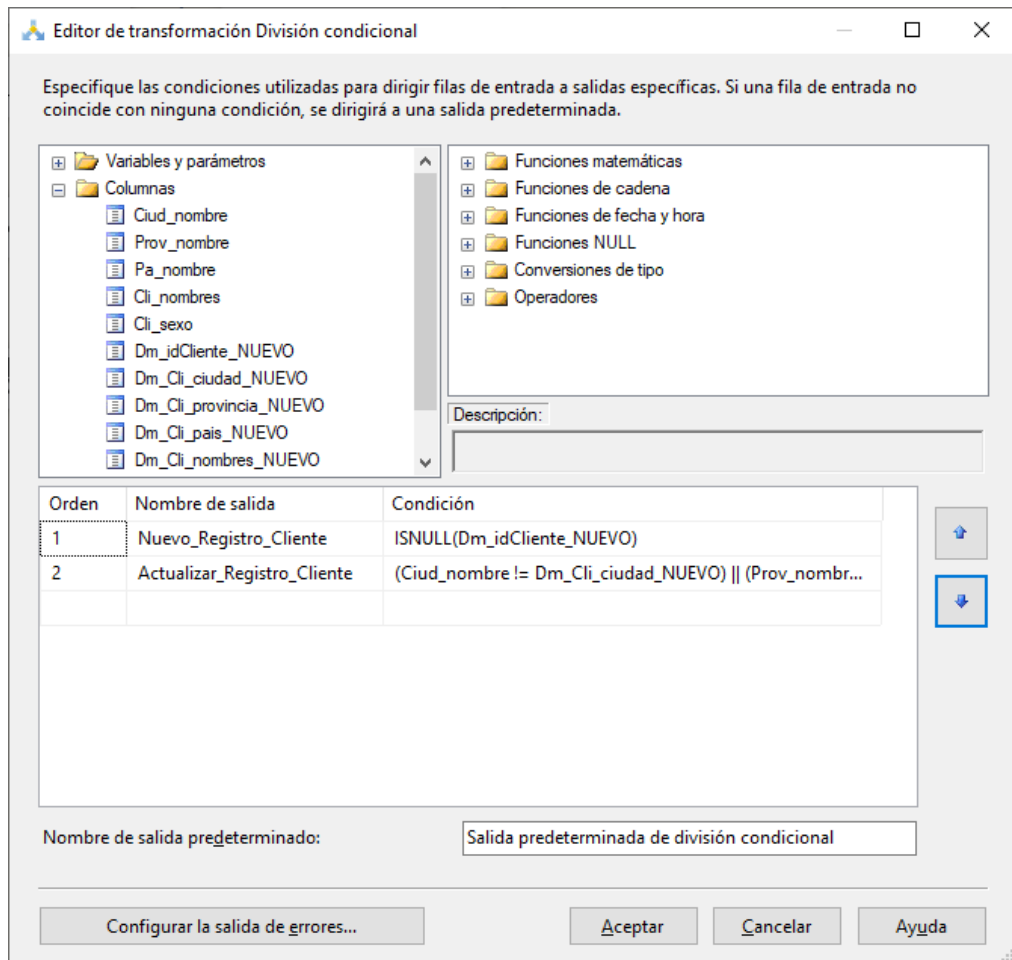 Editor de transformación División condicional
Especifique las condiciones utilizadas para dirigir filas de entrada a salidas específicas. Si una fila de entrada no
coincide con ninguna condición, se dirigirá a una salida predeterminada.
Variables y parámetros
Columnas
Ciud_nombre
Prov_nombre
Pa_nombre
Cli_nombres
Cli_sexo
Dm_idCliente_NUEVO
Dm_Cli_ciudad_NUEVO
Dm_Cli_provincia_NUEVO
Dm_Cli_pais_NUEVO
Dm_Cli_nombres_NUEVO
Funciones matemáticas
Funciones de cadena
Funciones de fecha y hora
Funciones NULL
Conversiones de tipo
Operadores
Descripción:
Orden Nombre de salida Condición
1 Nuevo_Registro_Cliente ISNULL(Dm_idCliente_NUEVO)
2 Actualizar_Registro_Cliente (Ciud_nombre != Dm_Cli_ciudad_NUEVO) || (Prov_nombr...
Nombre de salida predeterminado: Salida predeterminada de división condicional
Configurar la salida de errores... Aceptar Cancelar Ayuda